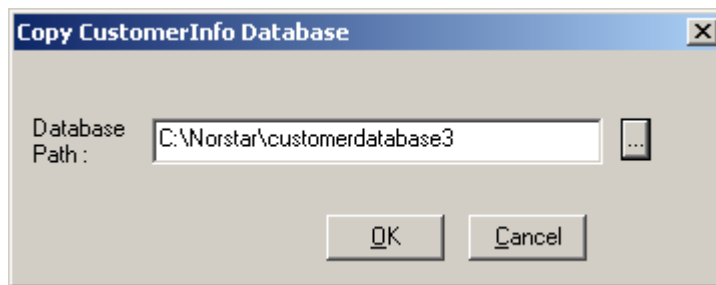 Copy CustomerInfo Database
Database
Path :
C:\Norstar\customerdatabase3
...
OK
Cancel